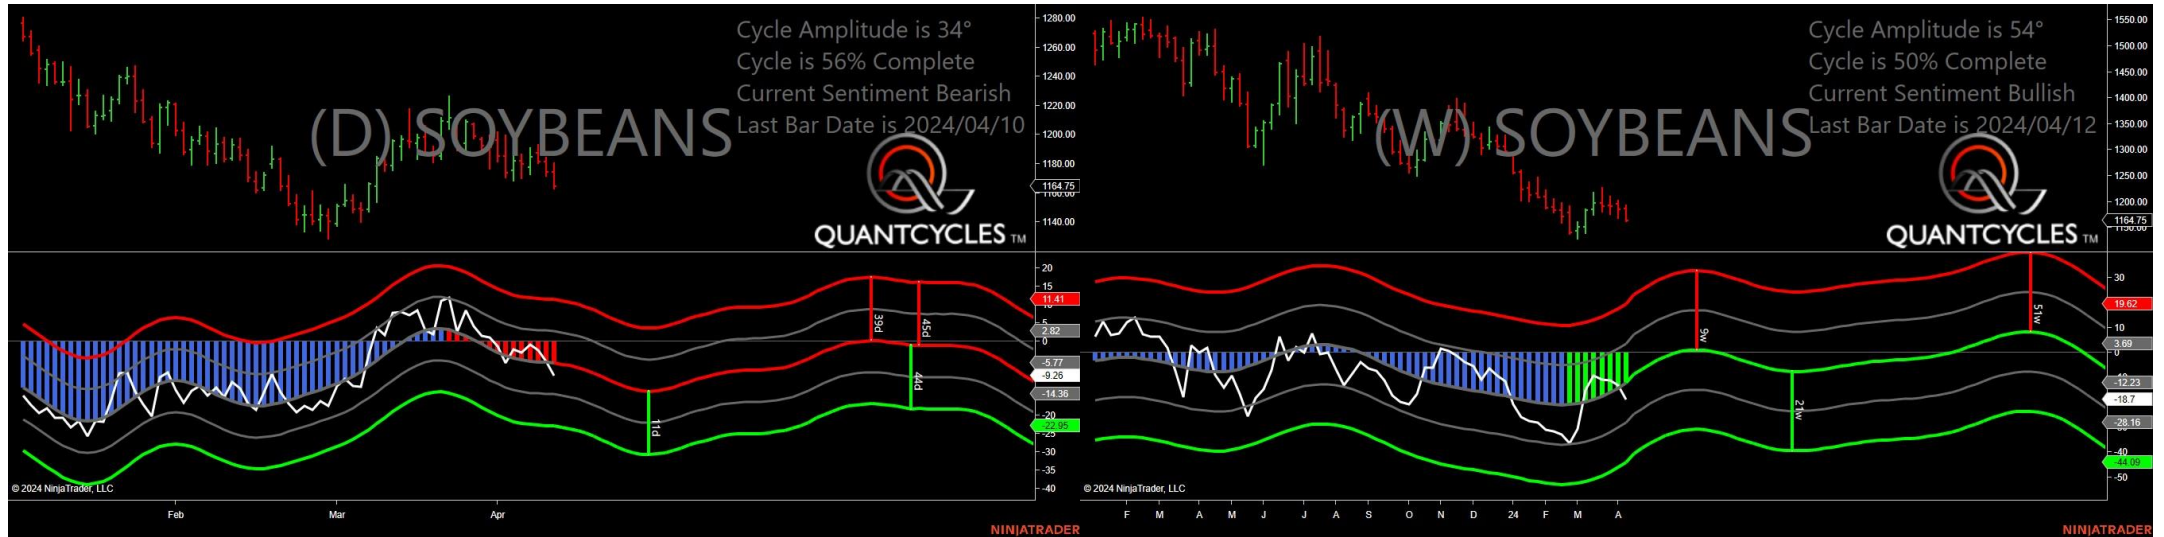 Cycle Amplitude is 34°
Cycle is 56% Complete
Current Sentiment Bearish
Last Bar Date is 2024/04/10
(D) SOYBEANS
QUANTCYCLES TM
1280.00
1260.00
1240.00
1220.00
1200.00
1180.00
1164.75
1160.00
1140.00
20
15
11.41
5
2.82
0
-5.77
-9.26
-14.36
-20
-22.95
-25
-30
-35
-40
39d
45d
44d
11d
© 2024 NinjaTrader, LLC
Feb
Mar
Apr
NINJATRADER
Cycle Amplitude is 54°
Cycle is 50% Complete
Current Sentiment Bullish
Last Bar Date is 2024/04/12
(W) SOYBEANS
QUANTCYCLES TM
1550.00
1500.00
1450.00
1400.00
1350.00
1300.00
1250.00
1200.00
1164.75
1150.00
30
19.62
10
3.69
0
-12.23
-18.7
-28.16
-40
-44.09
-50
9w
51w
21w
© 2024 NinjaTrader, LLC
F
M
A
M
J
J
A
S
O
N
D
24
F
M
A
NINJATRADER